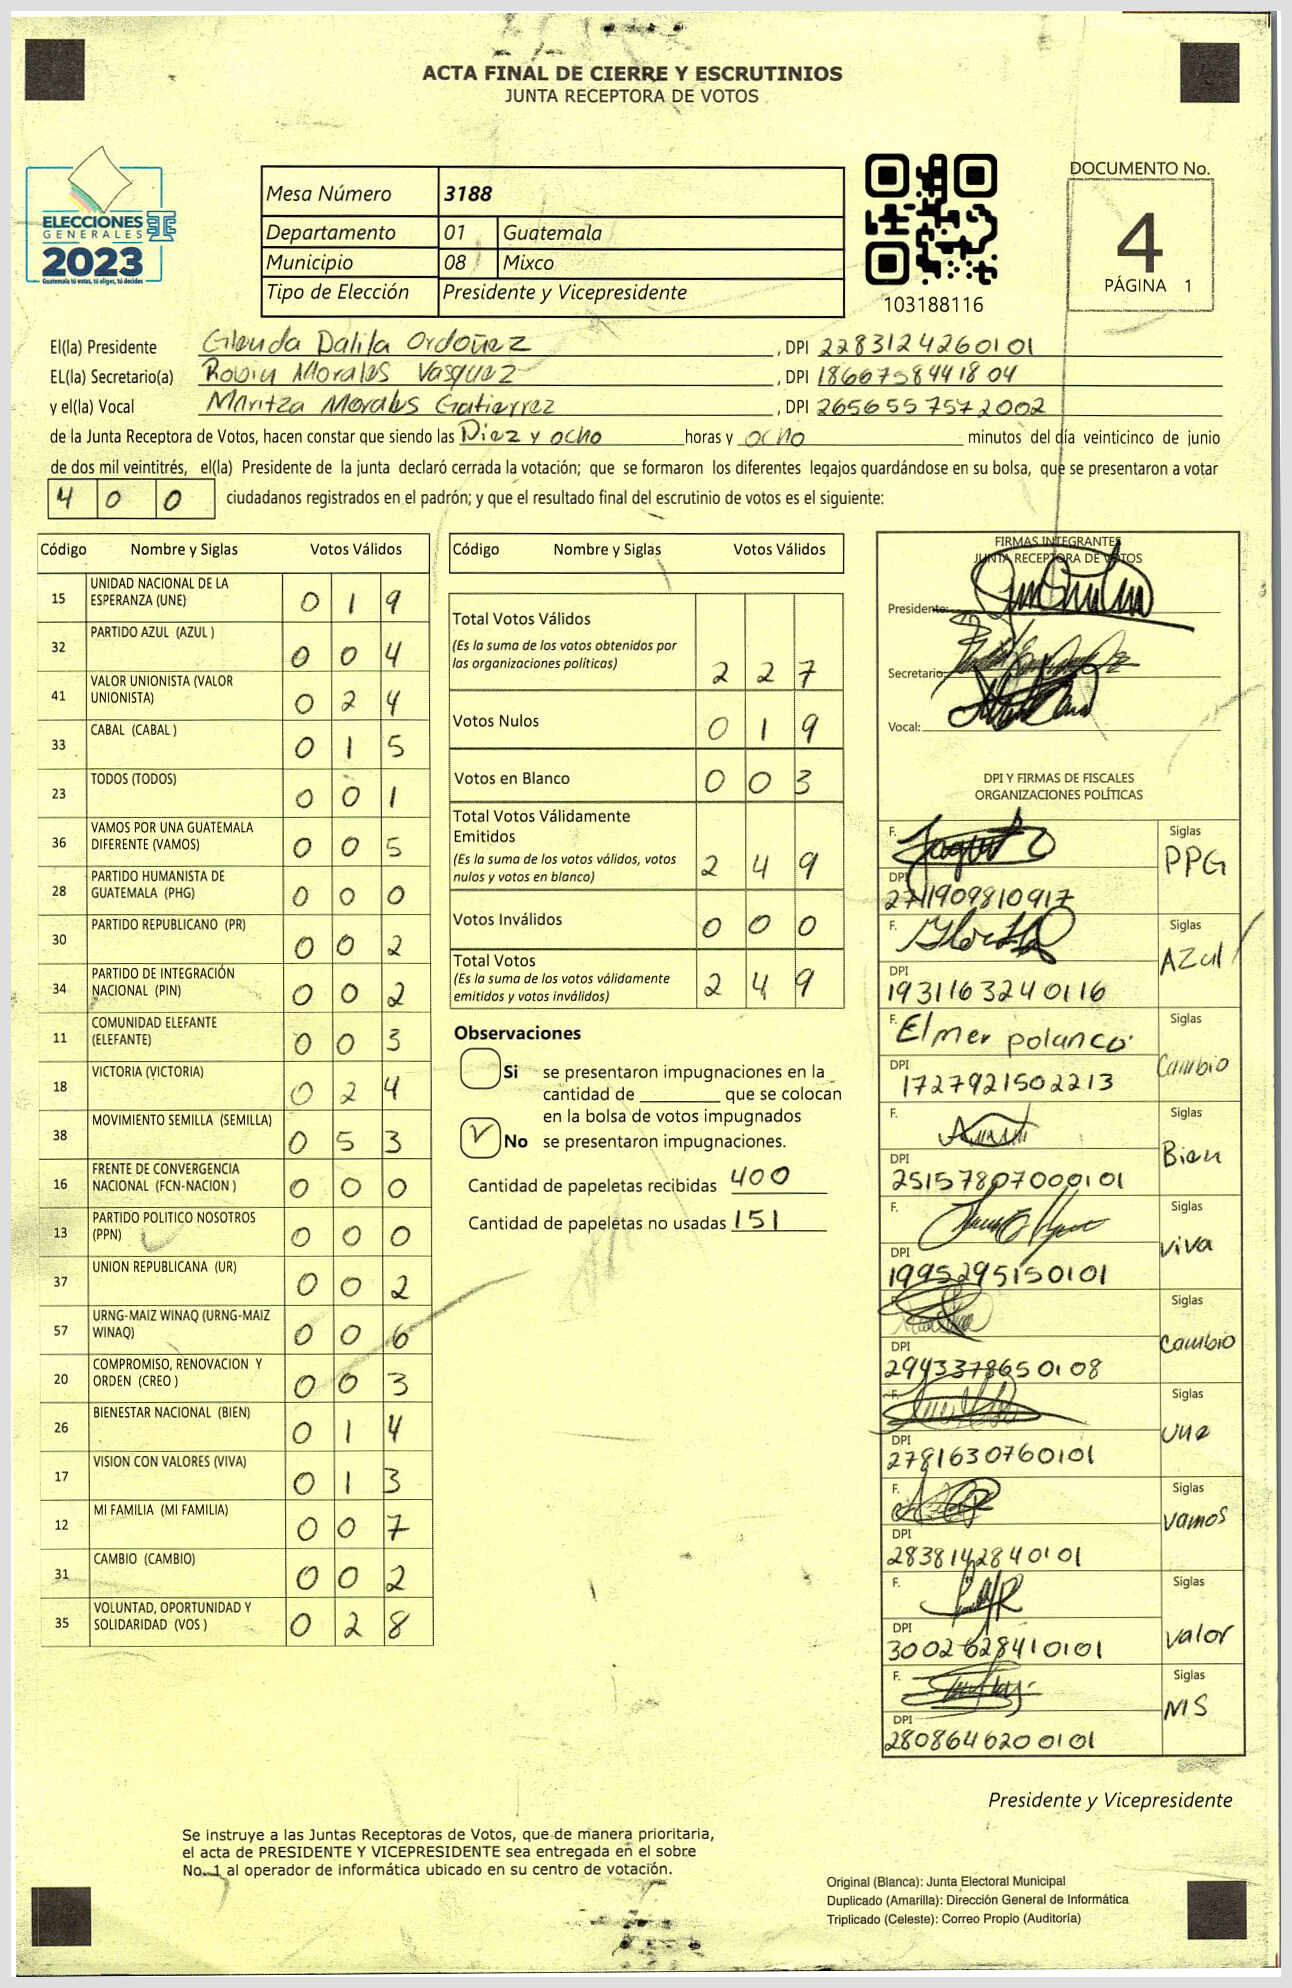 ACTA FINAL DE CIERRE Y ESCRUTINIOS
JUNTA RECEPTORA DE VOTOS
ELECCIONES
GENERALES
2023
Guatemala tú votas, tú eliges, tú decides
Mesa Número 3188
Departamento 01 Guatemala
Municipio 08 Mixco
Tipo de Elección Presidente y Vicepresidente
103188116
DOCUMENTO No.
4
PÁGINA 1
El(la) Presidente Glenda Dalila Ordoñez , DPI 2283124260101
EL(la) Secretario(a) Robin Morales Vasquez , DPI 1866758441804
y el(la) Vocal Maritza Morales Gutierrez , DPI 2656557572002
de la Junta Receptora de Votos, hacen constar que siendo las Diez y ocho horas y ocho minutos del día veinticinco de junio
de dos mil veintitrés, el(la) Presidente de la junta declaró cerrada la votación; que se formaron los diferentes legajos guardándose en su bolsa, que se presentaron a votar
4 0 0 ciudadanos registrados en el padrón; y que el resultado final del escrutinio de votos es el siguiente:
Código Nombre y Siglas Votos Válidos
15 UNIDAD NACIONAL DE LA ESPERANZA (UNE) 0 1 9
32 PARTIDO AZUL (AZUL ) 0 0 4
41 VALOR UNIONISTA (VALOR UNIONISTA) 0 2 4
33 CABAL (CABAL ) 0 1 5
23 TODOS (TODOS) 0 0 1
36 VAMOS POR UNA GUATEMALA DIFERENTE (VAMOS) 0 0 5
28 PARTIDO HUMANISTA DE GUATEMALA (PHG) 0 0 0
30 PARTIDO REPUBLICANO (PR) 0 0 2
34 PARTIDO DE INTEGRACIÓN NACIONAL (PIN) 0 0 2
11 COMUNIDAD ELEFANTE (ELEFANTE) 0 0 3
18 VICTORIA (VICTORIA) 0 2 4
38 MOVIMIENTO SEMILLA (SEMILLA) 0 5 3
16 FRENTE DE CONVERGENCIA NACIONAL (FCN-NACION ) 0 0 0
13 PARTIDO POLITICO NOSOTROS (PPN) 0 0 0
37 UNION REPUBLICANA (UR) 0 0 2
57 URNG-MAIZ WINAQ (URNG-MAIZ WINAQ) 0 0 6
20 COMPROMISO, RENOVACION Y ORDEN (CREO ) 0 0 3
26 BIENESTAR NACIONAL (BIEN) 0 1 4
17 VISION CON VALORES (VIVA) 0 1 3
12 MI FAMILIA (MI FAMILIA) 0 0 7
31 CAMBIO (CAMBIO) 0 0 2
35 VOLUNTAD, OPORTUNIDAD Y SOLIDARIDAD (VOS ) 0 2 8
Código Nombre y Siglas Votos Válidos
Total Votos Válidos
(Es la suma de los votos obtenidos por
las organizaciones políticas) 2 2 7
Votos Nulos 0 1 9
Votos en Blanco 0 0 3
Total Votos Válidamente
Emitidos
(Es la suma de los votos válidos, votos
nulos y votos en blanco) 2 4 9
Votos Inválidos 0 0 0
Total Votos
(Es la suma de los votos válidamente
emitidos y votos inválidos) 2 4 9
Observaciones
Si se presentaron impugnaciones en la
cantidad de ________ que se colocan
en la bolsa de votos impugnados
No se presentaron impugnaciones.
Cantidad de papeletas recibidas 400
Cantidad de papeletas no usadas 151
FIRMAS INTEGRANTES
JUNTA RECEPTORA DE VOTOS
Presidente:
Secretario:
Vocal:
DPI Y FIRMAS DE FISCALES
ORGANIZACIONES POLÍTICAS
F. Siglas PPG
DPI 2711909810917
F. Siglas Azul
DPI 1931163240116
F. Elmer polanco Siglas Cambio
DPI 1727921502213
F. Siglas Bien
DPI 2515780700101
F. Siglas viva
DPI 1995295150101
F. Siglas Cambio
DPI 2943378650108
F. Siglas une
DPI 2781630760101
F. Siglas vamos
DPI 2838142840101
F. Siglas valor
DPI 3002628410101
F. Siglas MS
DPI 2808646200101
Presidente y Vicepresidente
Se instruye a las Juntas Receptoras de Votos, que de manera prioritaria,
el acta de PRESIDENTE Y VICEPRESIDENTE sea entregada en el sobre
No. 1 al operador de informática ubicado en su centro de votación.
Original (Blanca): Junta Electoral Municipal
Duplicado (Amarilla): Dirección General de Informática
Triplicado (Celeste): Correo Propio (Auditoría)